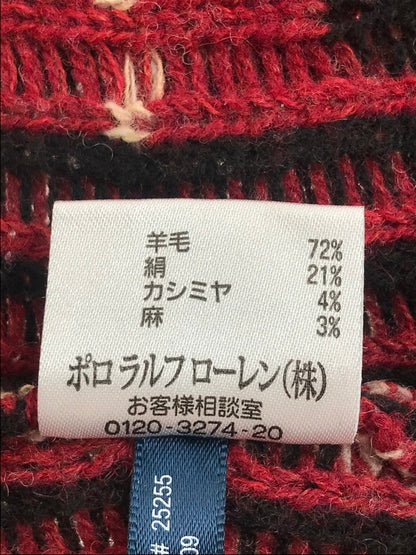 羊毛 72%
絹 21%
カシミヤ 4%
麻 3%
ポロ ラルフ ローレン(株)
お客様相談室
0120-3274-20
# 25255
09